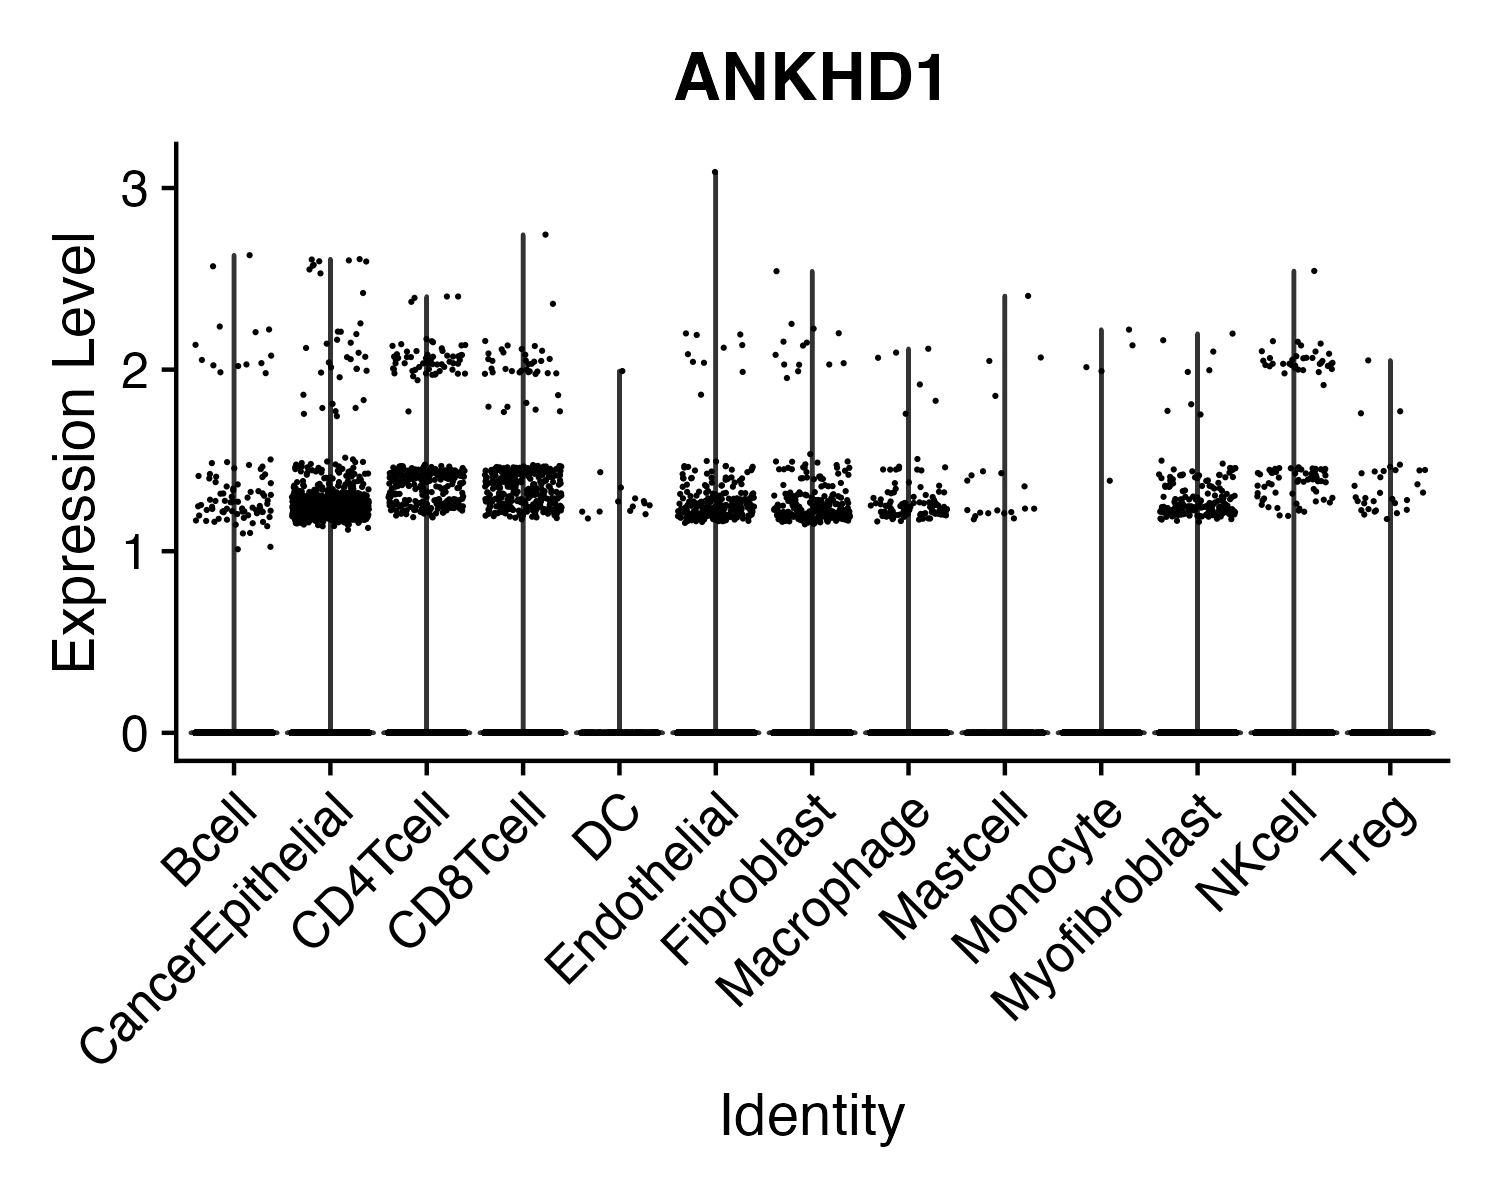 ANKHD1
Expression Level
3
2
1
0
Bcell
CancerEpithelial
CD4Tcell
CD8Tcell
DC
Endothelial
Fibroblast
Macrophage
Mastcell
Monocyte
Myofibroblast
NKcell
Treg
Identity